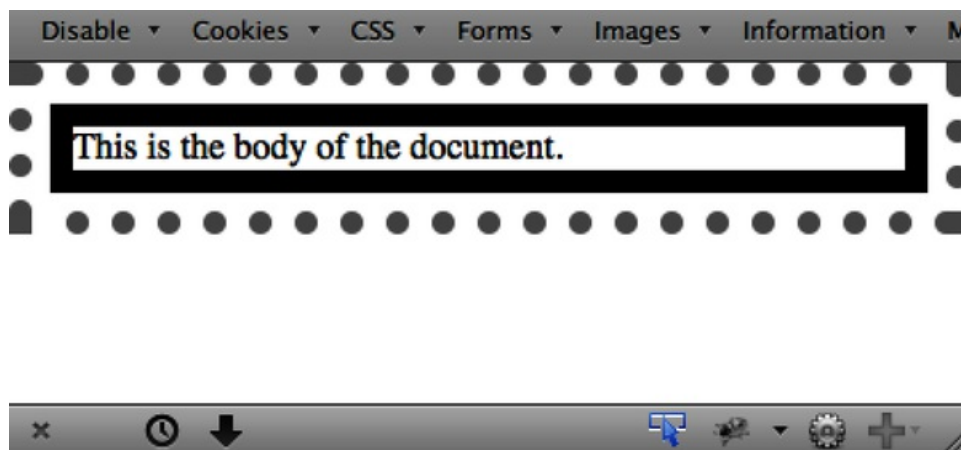 Disable Cookies CSS Forms Images Information
This is the body of the document.